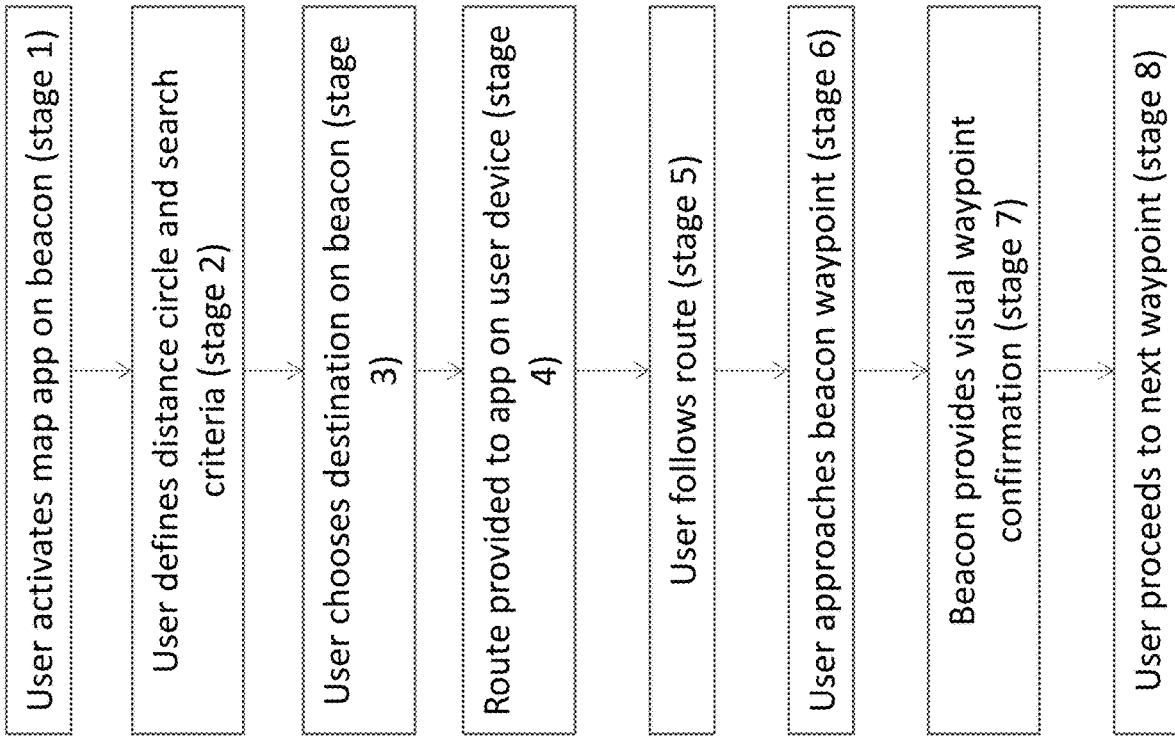 User activates map app on beacon (stage 1)
User defines distance circle and search
criteria (stage 2)
User chooses destination on beacon (stage
3)
Route provided to app on user device (stage
4)
User follows route (stage 5)
User approaches beacon waypoint (stage 6)
Beacon provides visual waypoint
confirmation (stage 7)
User proceeds to next waypoint (stage 8)